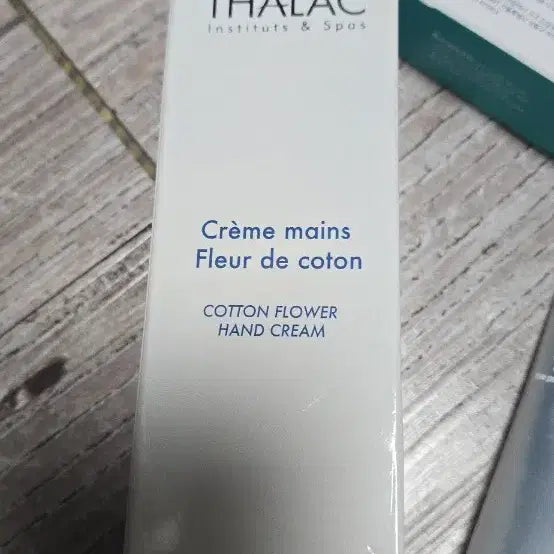 THALAC
Instituts & Spas
Crème mains
Fleur de coton
COTTON FLOWER
HAND CREAM